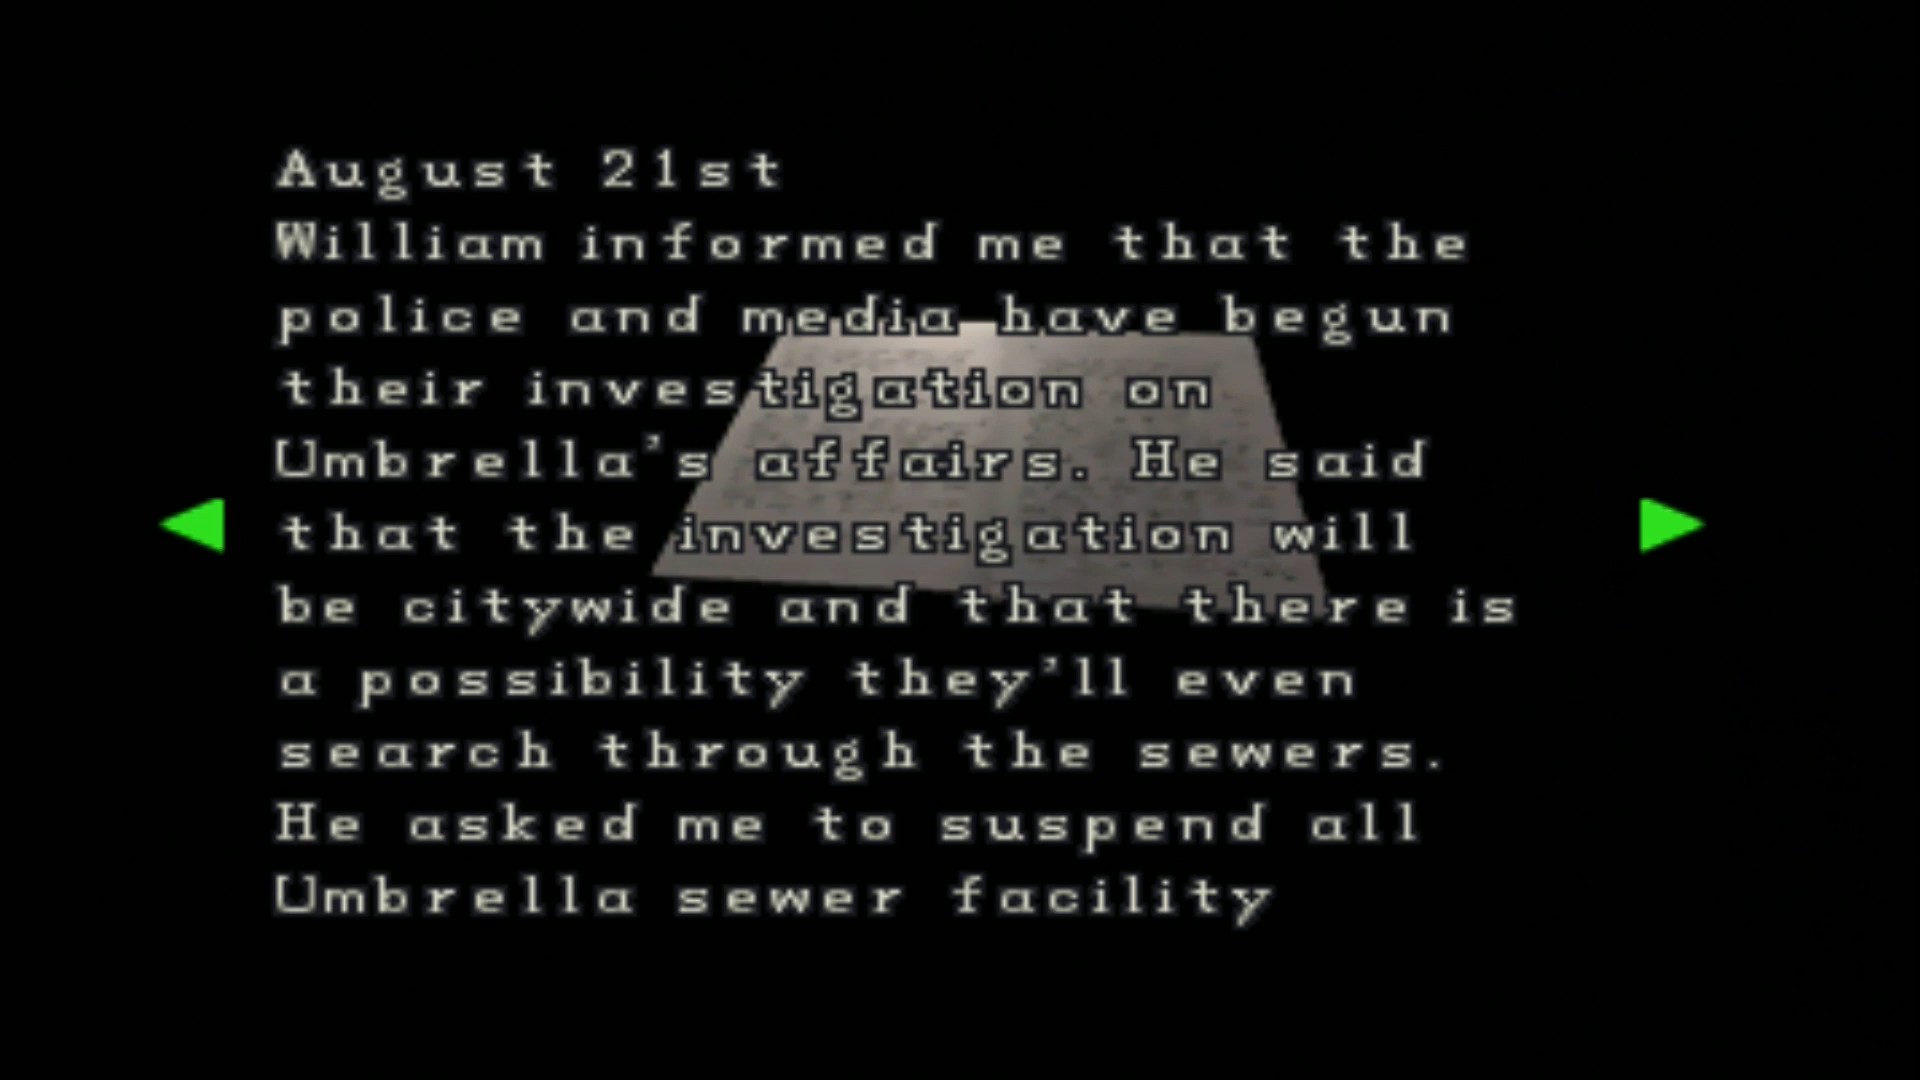 August 21st
William informed me that the
police and media have begun
their investigation on
Umbrella's affairs. He said
that the investigation will
be citywide and that there is
a possibility they'll even
search through the sewers.
He asked me to suspend all
Umbrella sewer facility